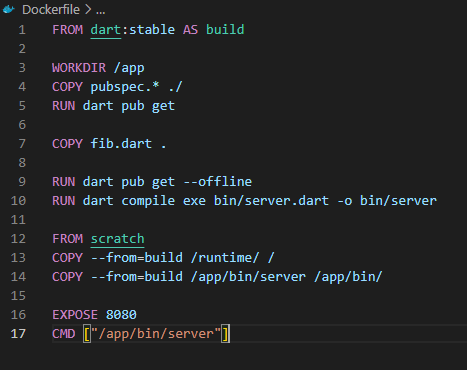 Dockerfile > ...
1 FROM dart:stable AS build
2
3 WORKDIR /app
4 COPY pubspec.* ./
5 RUN dart pub get
6
7 COPY fib.dart .
8
9 RUN dart pub get --offline
10 RUN dart compile exe bin/server.dart -o bin/server
11
12 FROM scratch
13 COPY --from=build /runtime/ /
14 COPY --from=build /app/bin/server /app/bin/
15
16 EXPOSE 8080
17 CMD ["/app/bin/server"]